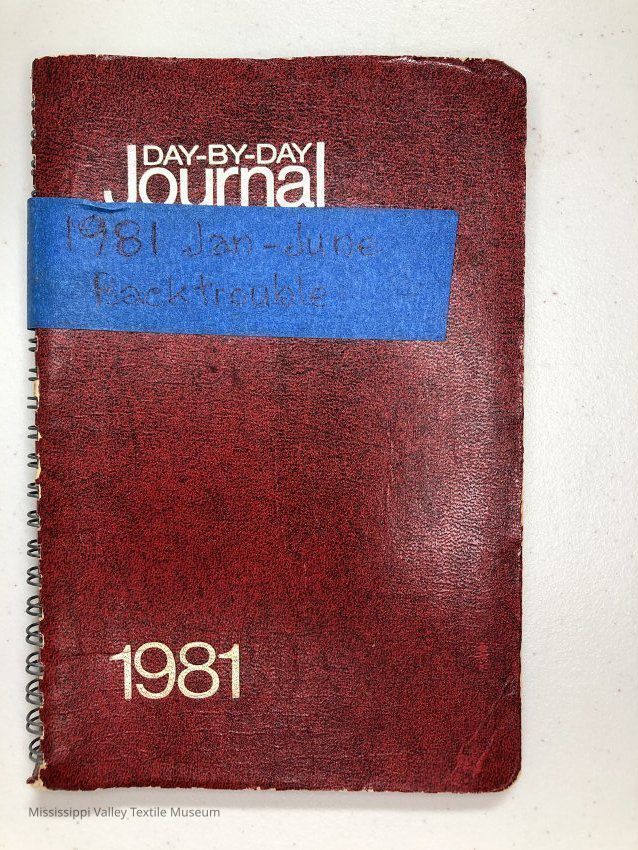 DAY-BY-DAY
Journal
1981 Jan-June
Backtrouble
1981
Mississippi Valley Textile Museum